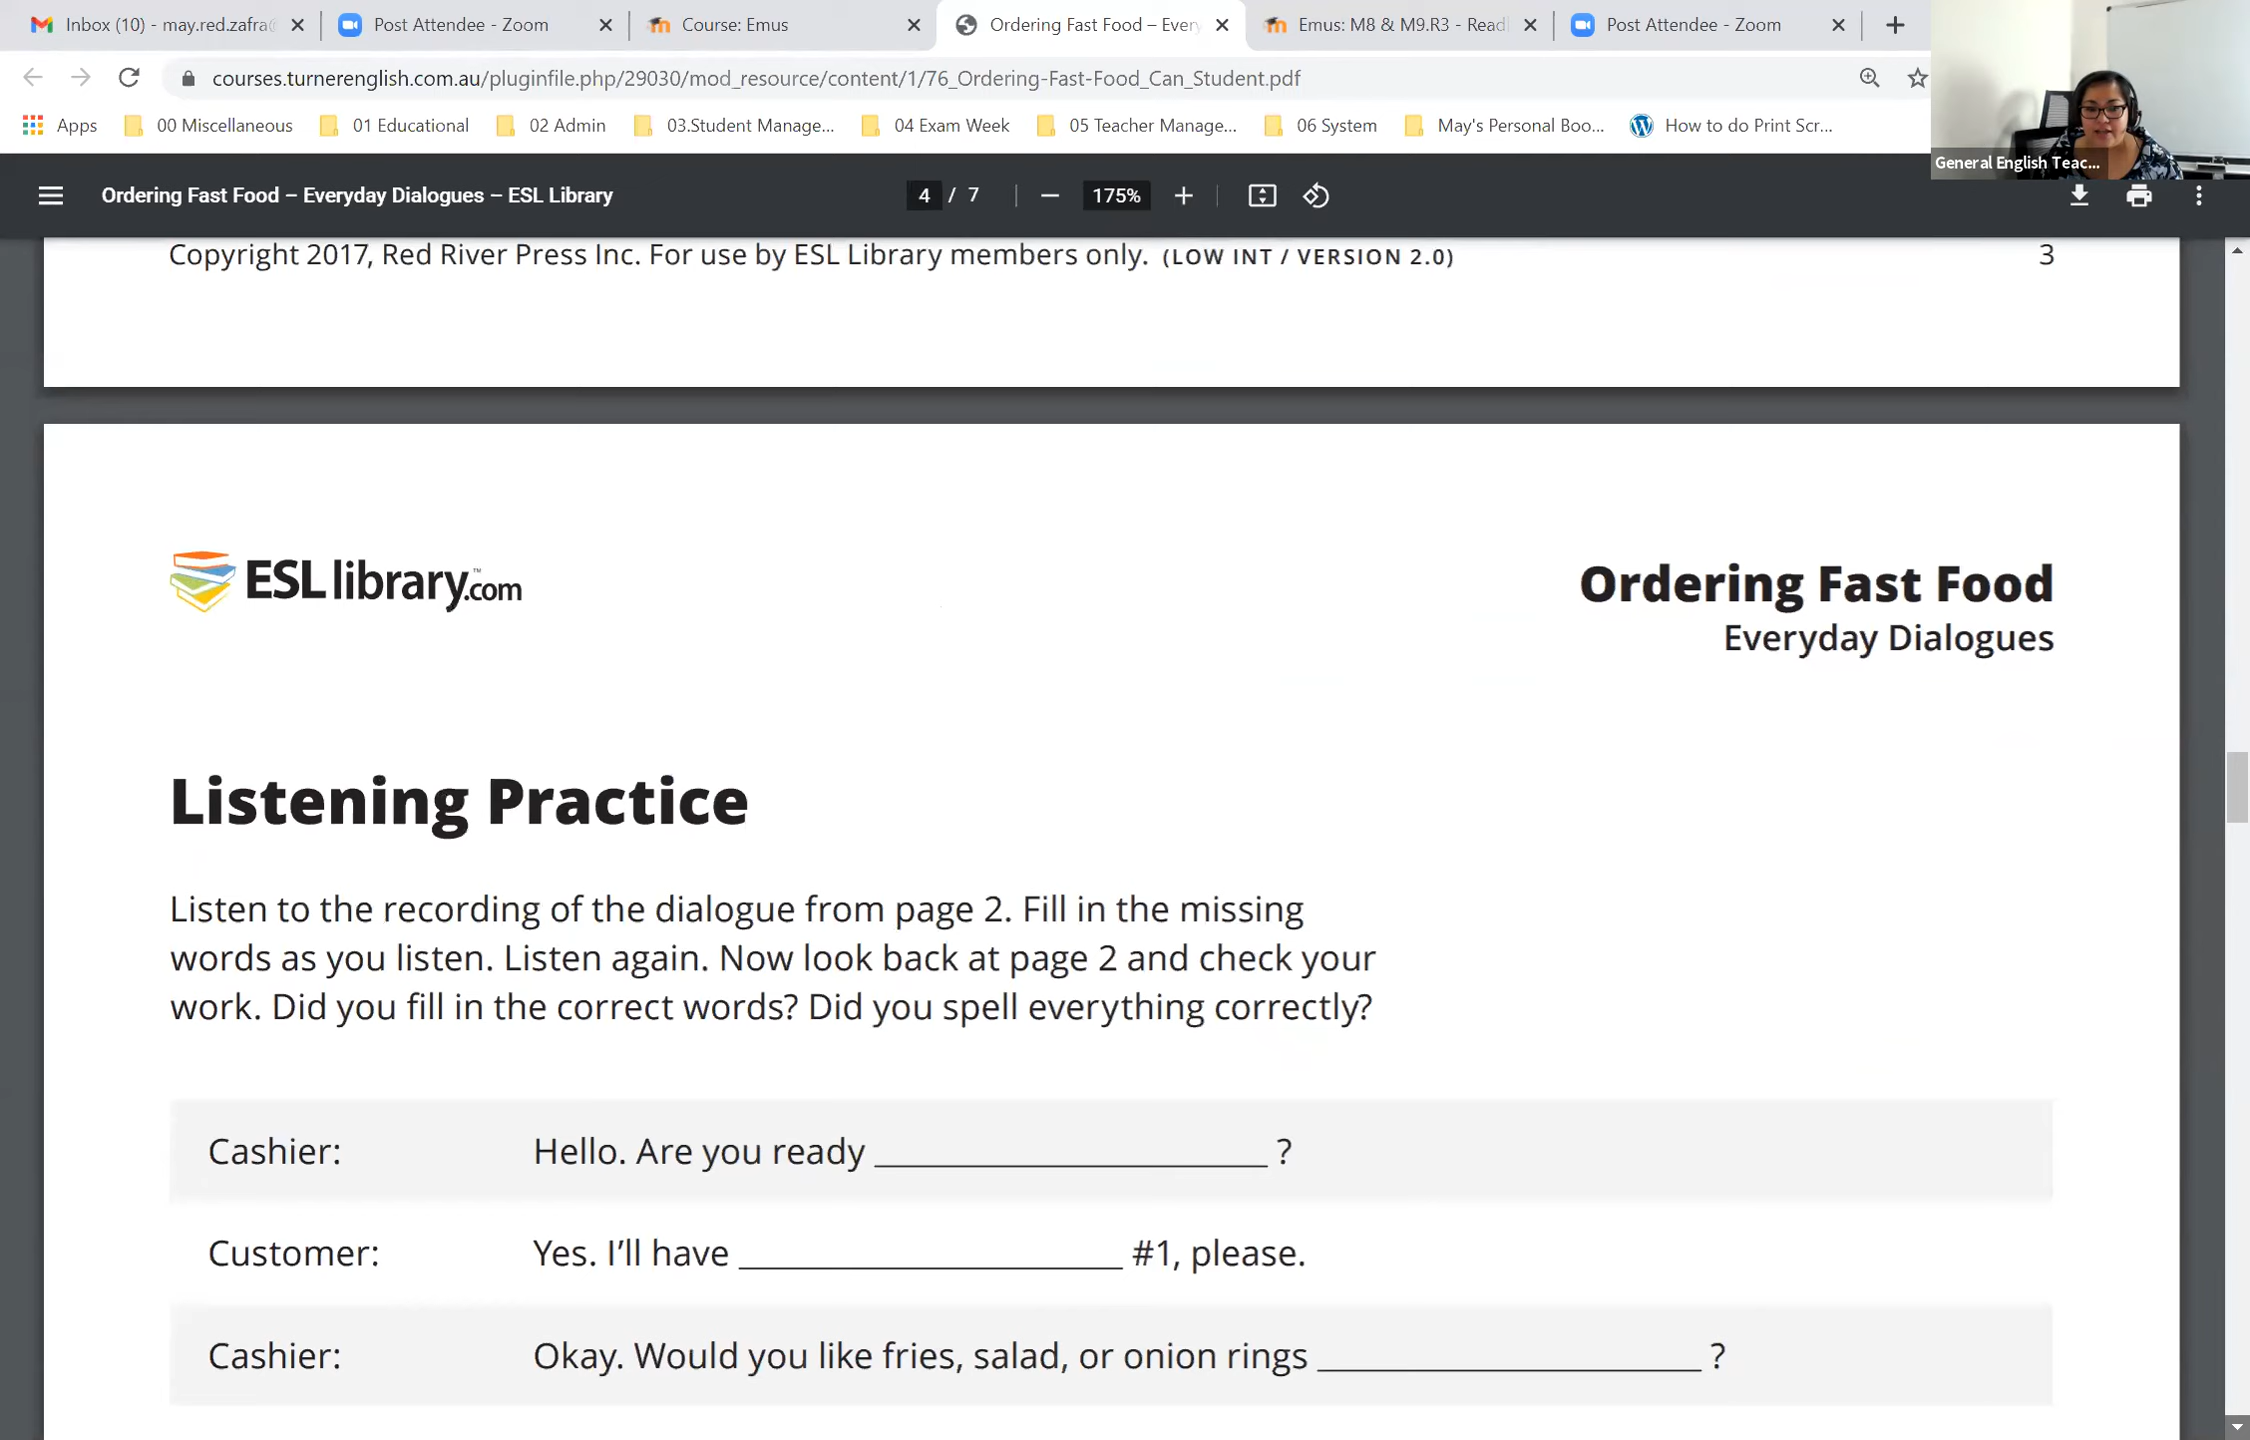 Inbox (10) - may.red.zafra@
Post Attendee - Zoom
Course: Emus
Ordering Fast Food – Every
Emus: M8 & M9.R3 - Readi
Post Attendee - Zoom
courses.turnerenglish.com.au/pluginfile.php/29030/mod_resource/content/1/76_Ordering-Fast-Food_Can_Student.pdf
Apps
00 Miscellaneous
01 Educational
02 Admin
03.Student Manage...
04 Exam Week
05 Teacher Manage...
06 System
May's Personal Boo...
How to do Print Scr...
General English Teac...
Ordering Fast Food – Everyday Dialogues – ESL Library
4 / 7
175%
Copyright 2017, Red River Press Inc. For use by ESL Library members only. (LOW INT / VERSION 2.0)
3
ESL library.com™
Ordering Fast Food
Everyday Dialogues
Listening Practice
Listen to the recording of the dialogue from page 2. Fill in the missing
words as you listen. Listen again. Now look back at page 2 and check your
work. Did you fill in the correct words? Did you spell everything correctly?
Cashier: Hello. Are you ready ____________________ ?
Customer: Yes. I'll have ____________________ #1, please.
Cashier: Okay. Would you like fries, salad, or onion rings ____________________ ?